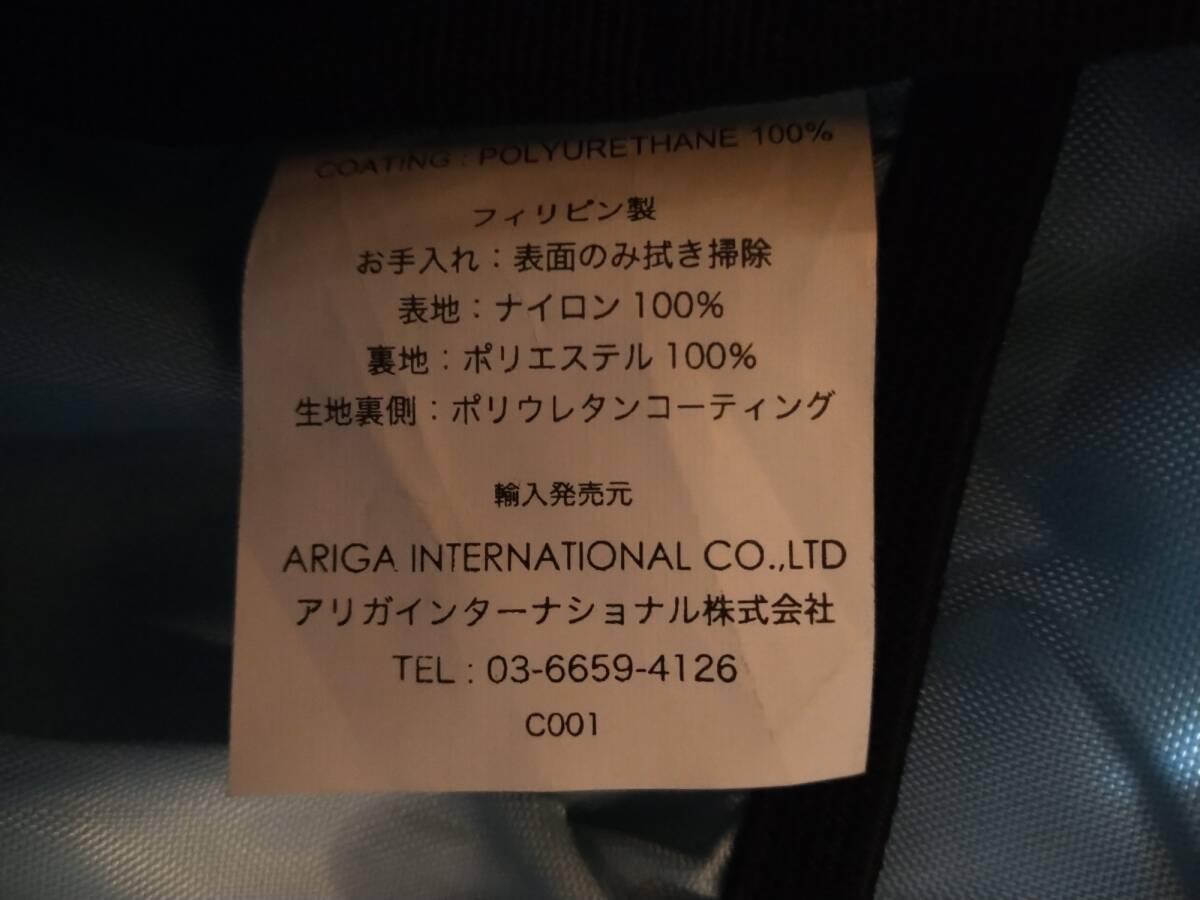 COATING : POLYURETHANE 100%
フィリピン製
お手入れ：表面のみ拭き掃除
表地：ナイロン 100%
裏地：ポリエステル 100%
生地裏側：ポリウレタンコーティング
輸入発売元
ARIGA INTERNATIONAL CO.,LTD
アリガインターナショナル株式会社
TEL : 03-6659-4126
C001